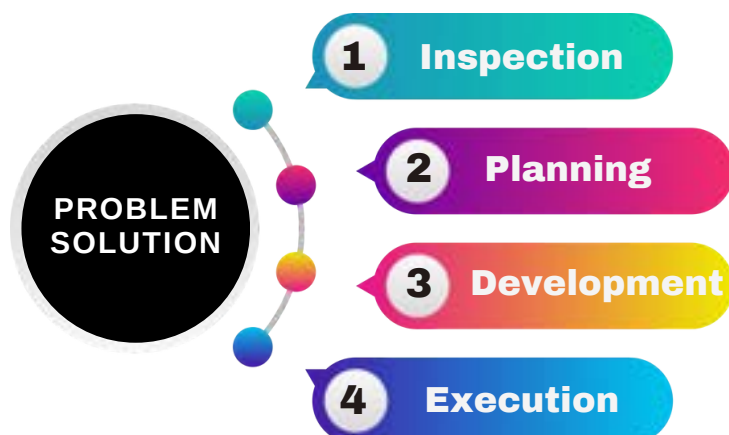 PROBLEM
SOLUTION
1 Inspection
2 Planning
3 Development
4 Execution